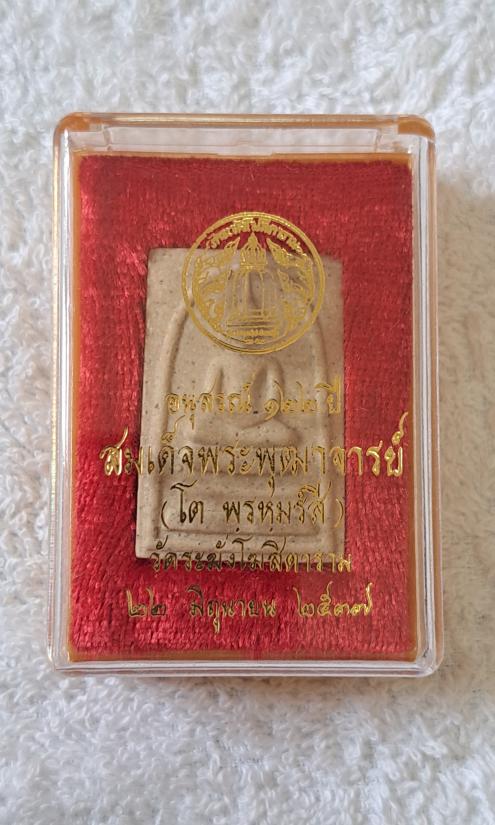 อนุสรณ์ ๑๒๒ ปี
สมเด็จพระพุฒาจารย์
(โต พรหฺมรํสี)
วัดระฆังโฆสิตาราม
๒๒ มิถุนายน ๒๕๓๗